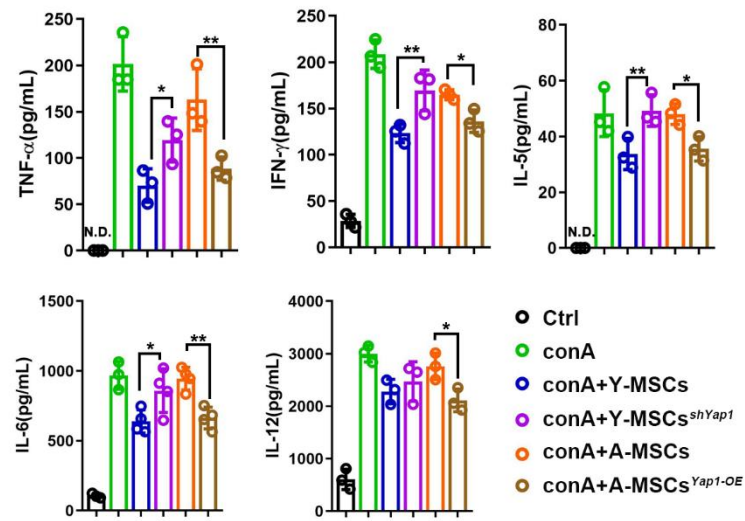 TNF-α(pg/mL)
250
200
150
100
50
0
N.D.
*
**
IFN-γ(pg/mL)
250
200
150
100
50
0
**
*
IL-5(pg/mL)
80
60
40
20
0
N.D.
**
*
IL-6(pg/mL)
1500
1000
500
0
*
**
IL-12(pg/mL)
4000
3000
2000
1000
0
*
Ctrl
conA
conA+Y-MSCs
conA+Y-MSCsshYap1
conA+A-MSCs
conA+A-MSCsYap1-OE